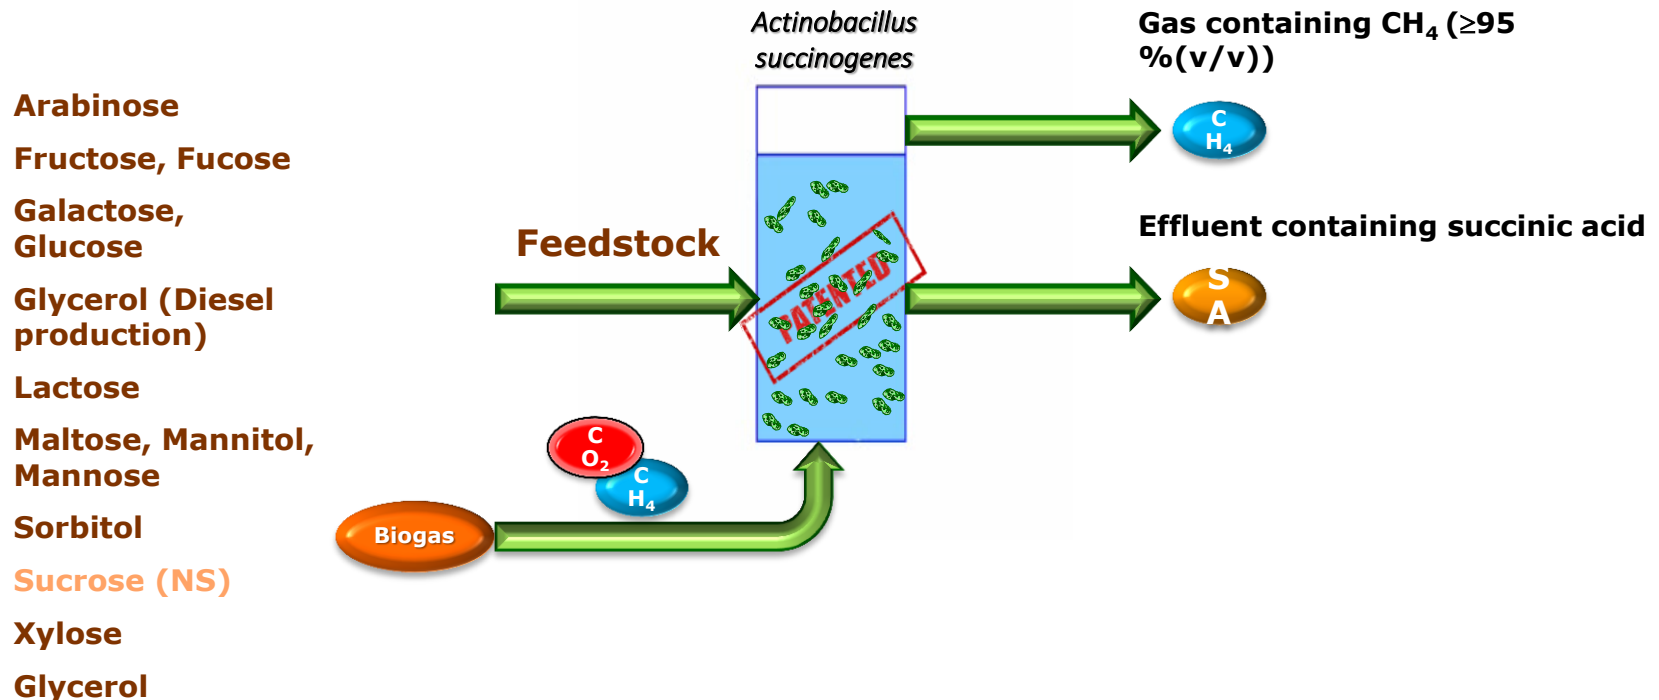 Actinobacillus
succinogenes
Gas containing CH₄ (≥95
%(v/v))
C
H₄
Arabinose
Fructose, Fucose
Galactose,
Glucose
Glycerol (Diesel
production)
Lactose
Maltose, Mannitol,
Mannose
Sorbitol
Sucrose (NS)
Xylose
Glycerol
Feedstock
PATENTED
Effluent containing succinic acid
S
A
C
O₂
C
H₄
Biogas